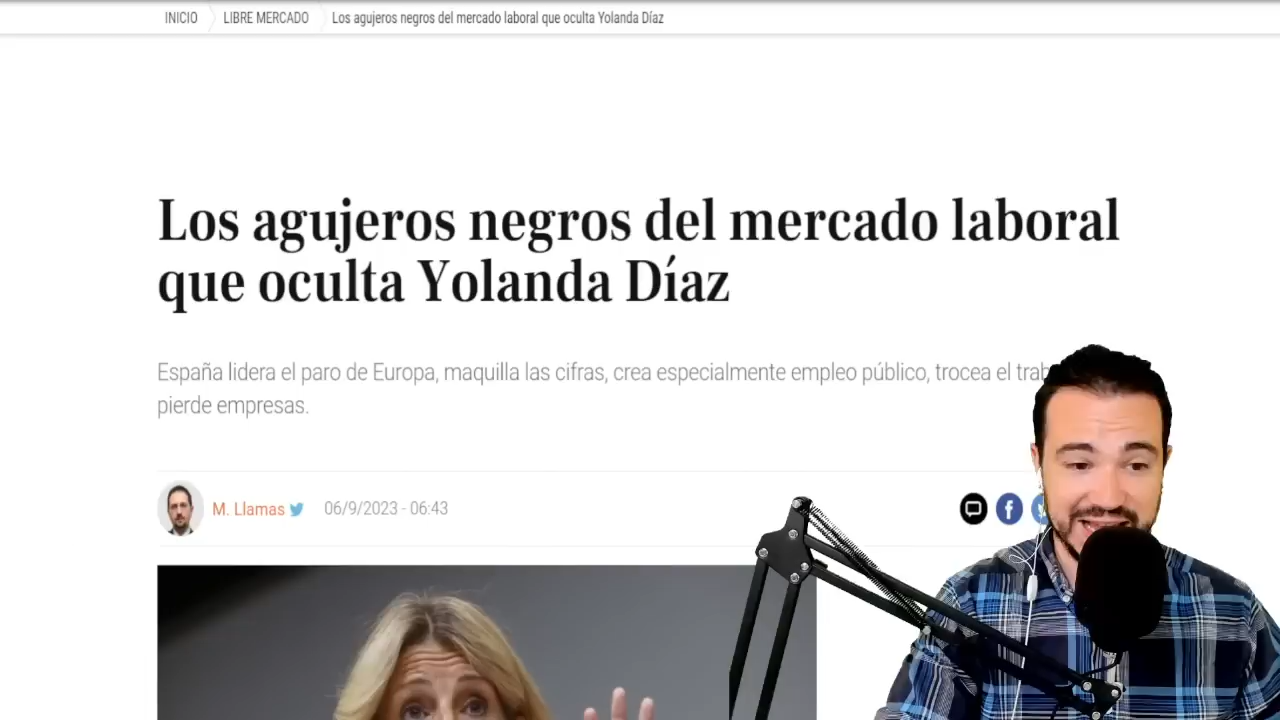 INICIO LIBRE MERCADO Los agujeros negros del mercado laboral que oculta Yolanda Díaz
Los agujeros negros del mercado laboral
que oculta Yolanda Díaz
España lidera el paro de Europa, maquilla las cifras, crea especialmente empleo público, trocea el
pierde empresas.
M. Llamas 06/9/2023 - 06:43